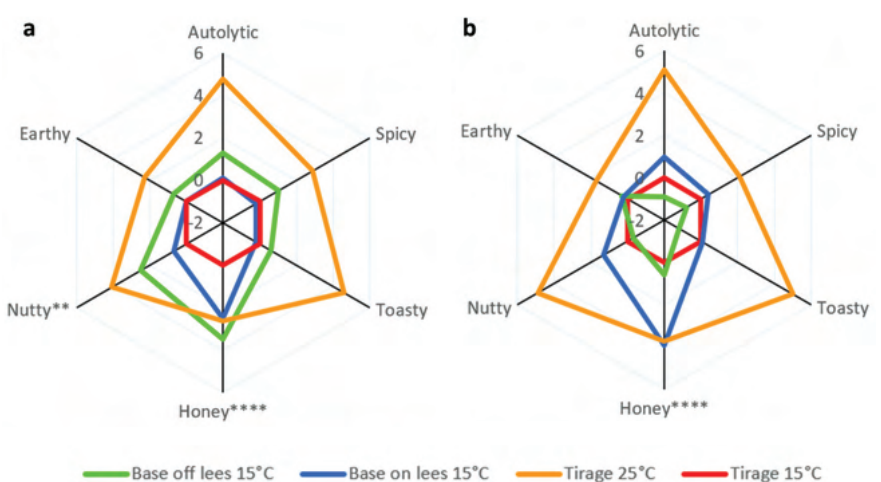 a
Autolytic
6
4
2
0
-2
Earthy
Spicy
Nutty**
Toasty
Honey****
b
Autolytic
6
4
2
0
-2
Earthy
Spicy
Nutty
Toasty
Honey****
Base off lees 15°C Base on lees 15°C Tirage 25°C Tirage 15°C